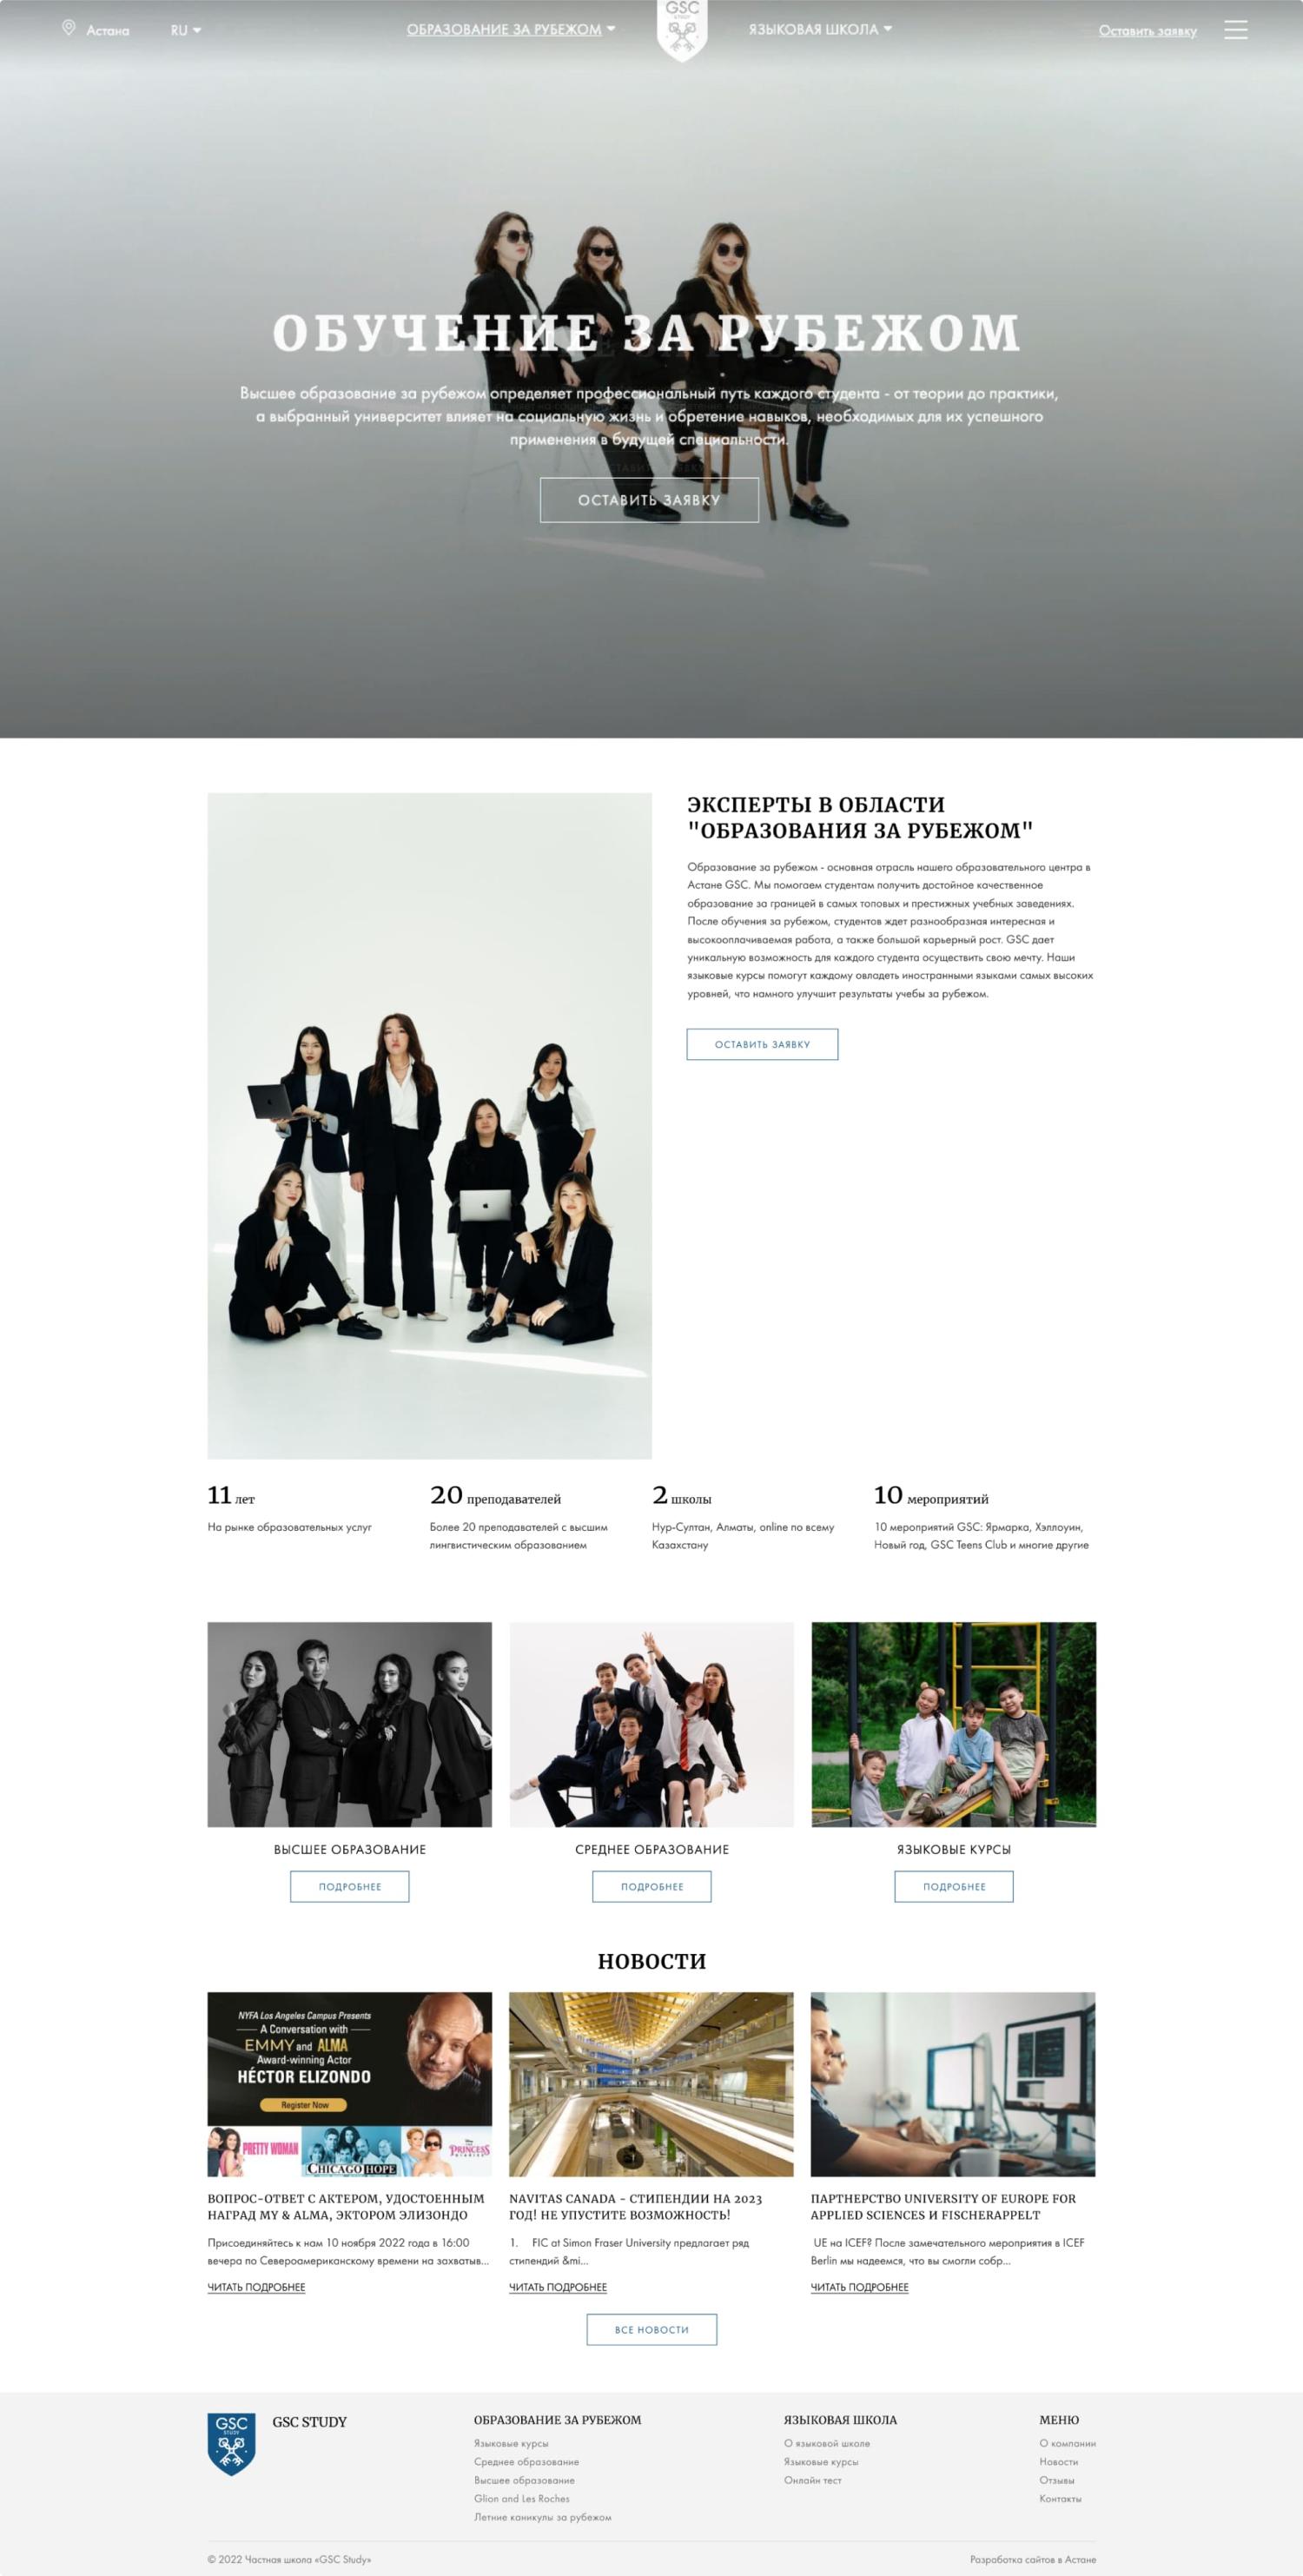 Астана
RU
ОБРАЗОВАНИЕ ЗА РУБЕЖОМ
GSC
STUDY
ЯЗЫКОВАЯ ШКОЛА
Оставить заявку
ОБУЧЕНИЕ ЗА РУБЕЖОМ
Высшее образование за рубежом определяет профессиональный путь каждого студента - от теории до практики,
а выбранный университет влияет на социальную жизнь и обретение навыков, необходимых для их успешного
применения в будущей специальности.
ОСТАВИТЬ ЗАЯВКУ
ЭКСПЕРТЫ В ОБЛАСТИ
"ОБРАЗОВАНИЯ ЗА РУБЕЖОМ"
Образование за рубежом - основная отрасль нашего образовательного центра в
Астане GSC. Мы помогаем студентам получить достойное качественное
образование за границей в самых топовых и престижных учебных заведениях.
После обучения за рубежом, студентов ждет разнообразная интересная и
высокооплачиваемая работа, а также большой карьерный рост. GSC дает
уникальную возможность для каждого студента осуществить свою мечту. Наши
языковые курсы помогут каждому овладеть иностранными языками самых высоких
уровней, что намного улучшит результаты учебы за рубежом.
ОСТАВИТЬ ЗАЯВКУ
11 лет
На рынке образовательных услуг
20 преподавателей
Более 20 преподавателей с высшим
лингвистическим образованием
2 школы
Нур-Султан, Алматы, online по всему
Казахстану
10 мероприятий
10 мероприятий GSC: Ярмарка, Хэллоуин,
Новый год, GSC Teens Club и многие другие
ВЫСШЕЕ ОБРАЗОВАНИЕ
ПОДРОБНЕЕ
СРЕДНЕЕ ОБРАЗОВАНИЕ
ПОДРОБНЕЕ
ЯЗЫКОВЫЕ КУРСЫ
ПОДРОБНЕЕ
НОВОСТИ
NYFA Los Angeles Campus Presents
A Conversation with
EMMY and ALMA
Award-winning Actor
HÉCTOR ELIZONDO
Register Now
PRETTY WOMAN
CHICAGO HOPE
PRINCESS
ВОПРОС-ОТВЕТ С АКТЕРОМ, УДОСТОЕННЫМ
НАГРАД MY & ALMA, ЭКТОРОМ ЭЛИЗОНДО
Присоединяйтесь к нам 10 ноября 2022 года в 16:00
вечера по Североамериканскому времени на захватыв...
ЧИТАТЬ ПОДРОБНЕЕ
NAVITAS CANADA - СТИПЕНДИИ НА 2023
ГОД! НЕ УПУСТИТЕ ВОЗМОЖНОСТЬ!
1. FIC at Simon Fraser University предлагает ряд
стипендий &mi...
ЧИТАТЬ ПОДРОБНЕЕ
ПАРТНЕРСТВО UNIVERSITY OF EUROPE FOR
APPLIED SCIENCES И FISCHERAPPELT
UE на ICEF? После замечательного мероприятия в ICEF
Berlin мы надеемся, что вы смогли собр...
ЧИТАТЬ ПОДРОБНЕЕ
ВСЕ НОВОСТИ
GSC
STUDY
GSC STUDY
ОБРАЗОВАНИЕ ЗА РУБЕЖОМ
Языковые курсы
Среднее образование
Высшее образование
Glion and Les Roches
Летние каникулы за рубежом
ЯЗЫКОВАЯ ШКОЛА
О языковой школе
Языковые курсы
Онлайн тест
МЕНЮ
О компании
Новости
Отзывы
Контакты
© 2022 Частная школа «GSC Study»
Разработка сайтов в Астане